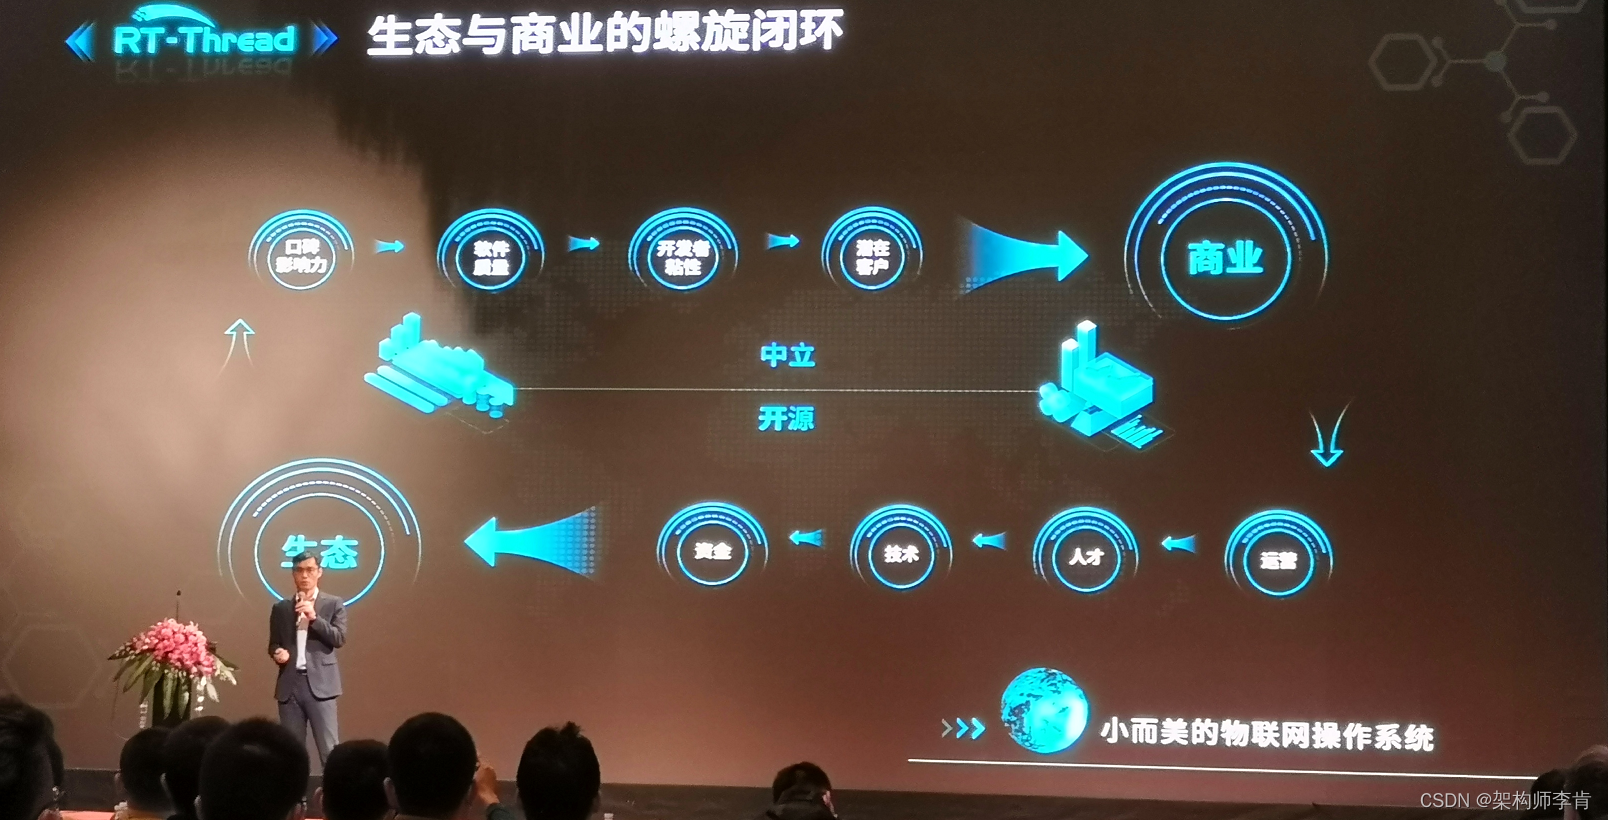 RT-Thread
生态与商业的螺旋闭环
口碑
影响力
软件
质量
开发者
粘性
潜在
客户
商业
中立
开源
生态
资金
技术
人才
运营
小而美的物联网操作系统
CSDN @架构师李肯